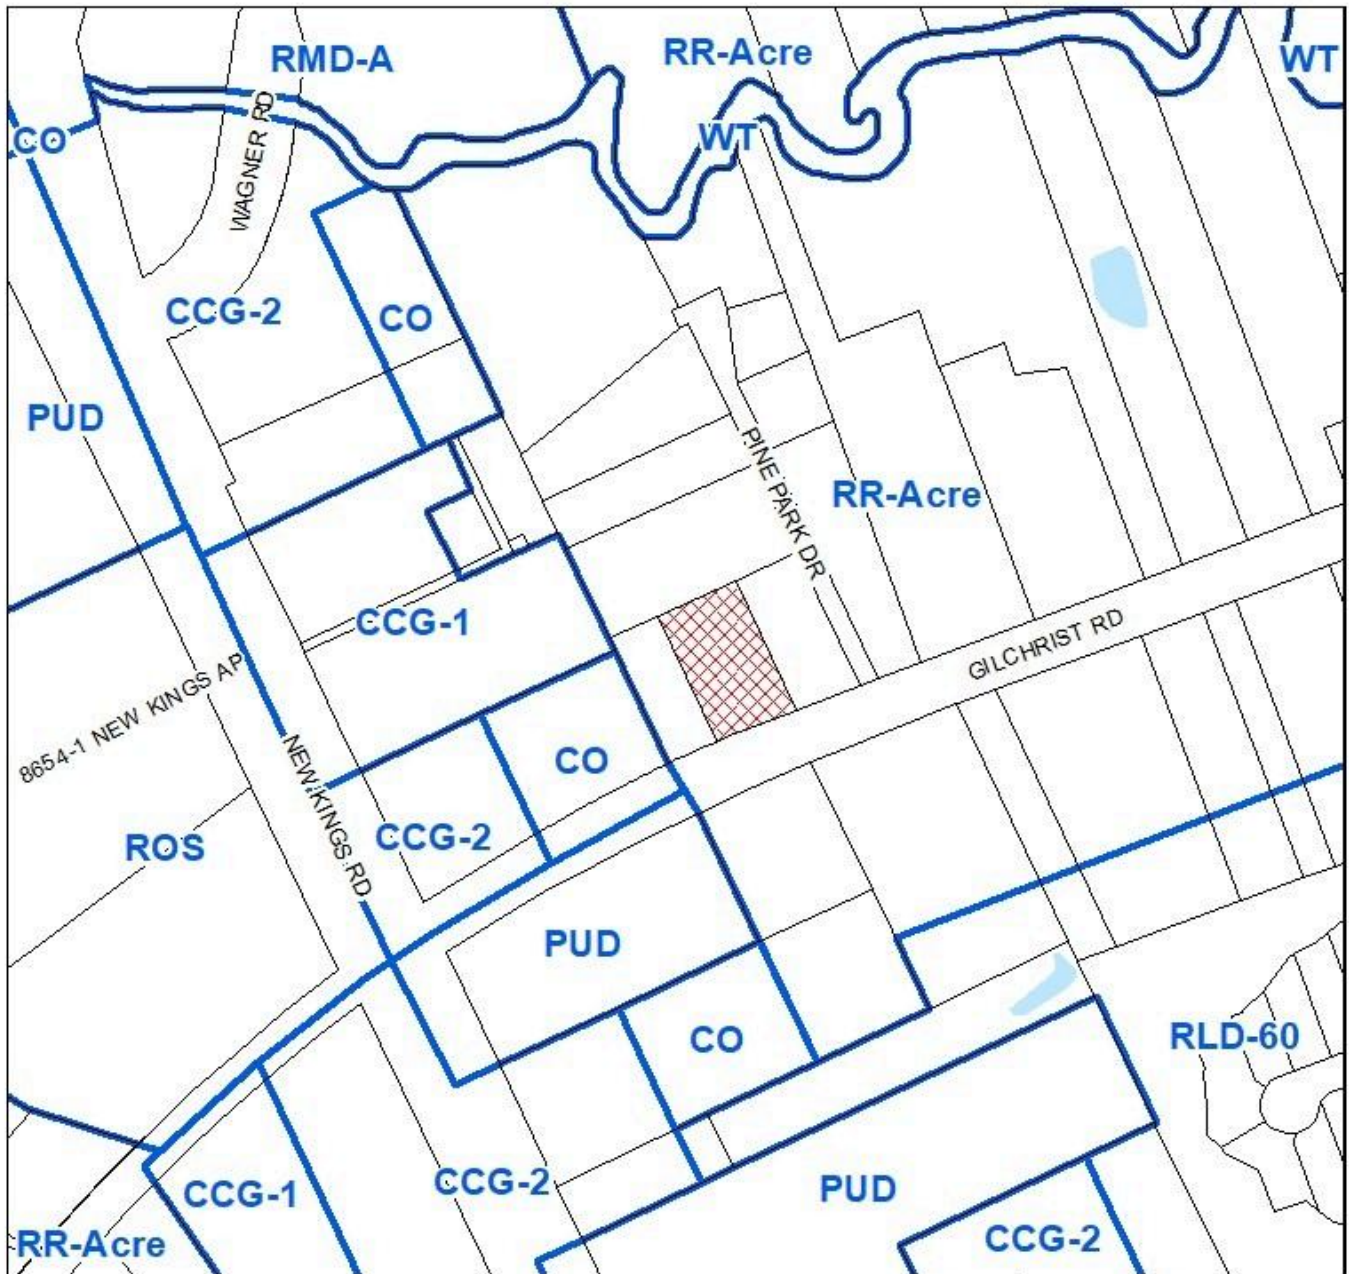 RMD-A
RR-Acre
WT
CO
WAGNER RD
WT
CCG-2
CO
PUD
PINE PARK DR
RR-Acre
CCG-1
GILCHRIST RD
8654-1 NEW KINGS AP
NEW KINGS RD
CO
CCG-2
ROS
PUD
CO
RLD-60
CCG-1
CCG-2
PUD
RR-Acre
CCG-2